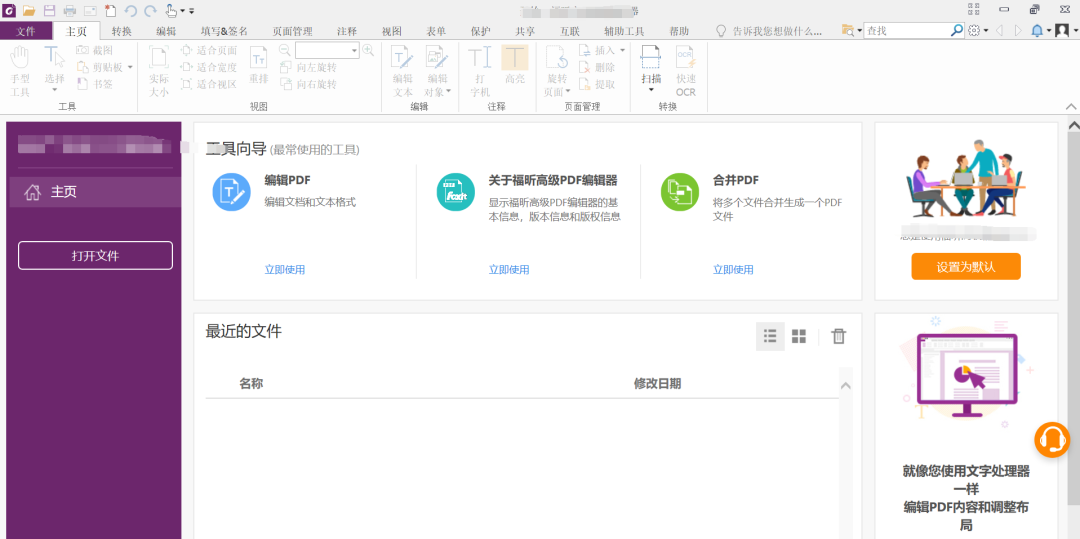 文件 主页 转换 编辑 填写&签名 页面管理 注释 视图 表单 保护 共享 互联 辅助工具 帮助 告诉我您想做什么... 查找
手型
工具
选择
截图
剪贴板
书签
工具
实际
大小
适合页面
适合宽度
适合视区
重排
向左旋转
向右旋转
视图
编辑
文本
编辑
对象
编辑
打
字机
高亮
注释
旋转
页面
插入
删除
提取
页面管理
扫描
快速
OCR
转换
主页
打开文件
工具向导 (最常使用的工具)
编辑PDF
编辑文档和文本格式
立即使用
关于福昕高级PDF编辑器
显示福昕高级PDF编辑器的基
本信息，版本信息和版权信息
立即使用
合并PDF
将多个文件合并生成一个PDF
文件
立即使用
设置为默认
最近的文件
名称 修改日期
就像您使用文字处理器
一样
编辑PDF内容和调整布
局